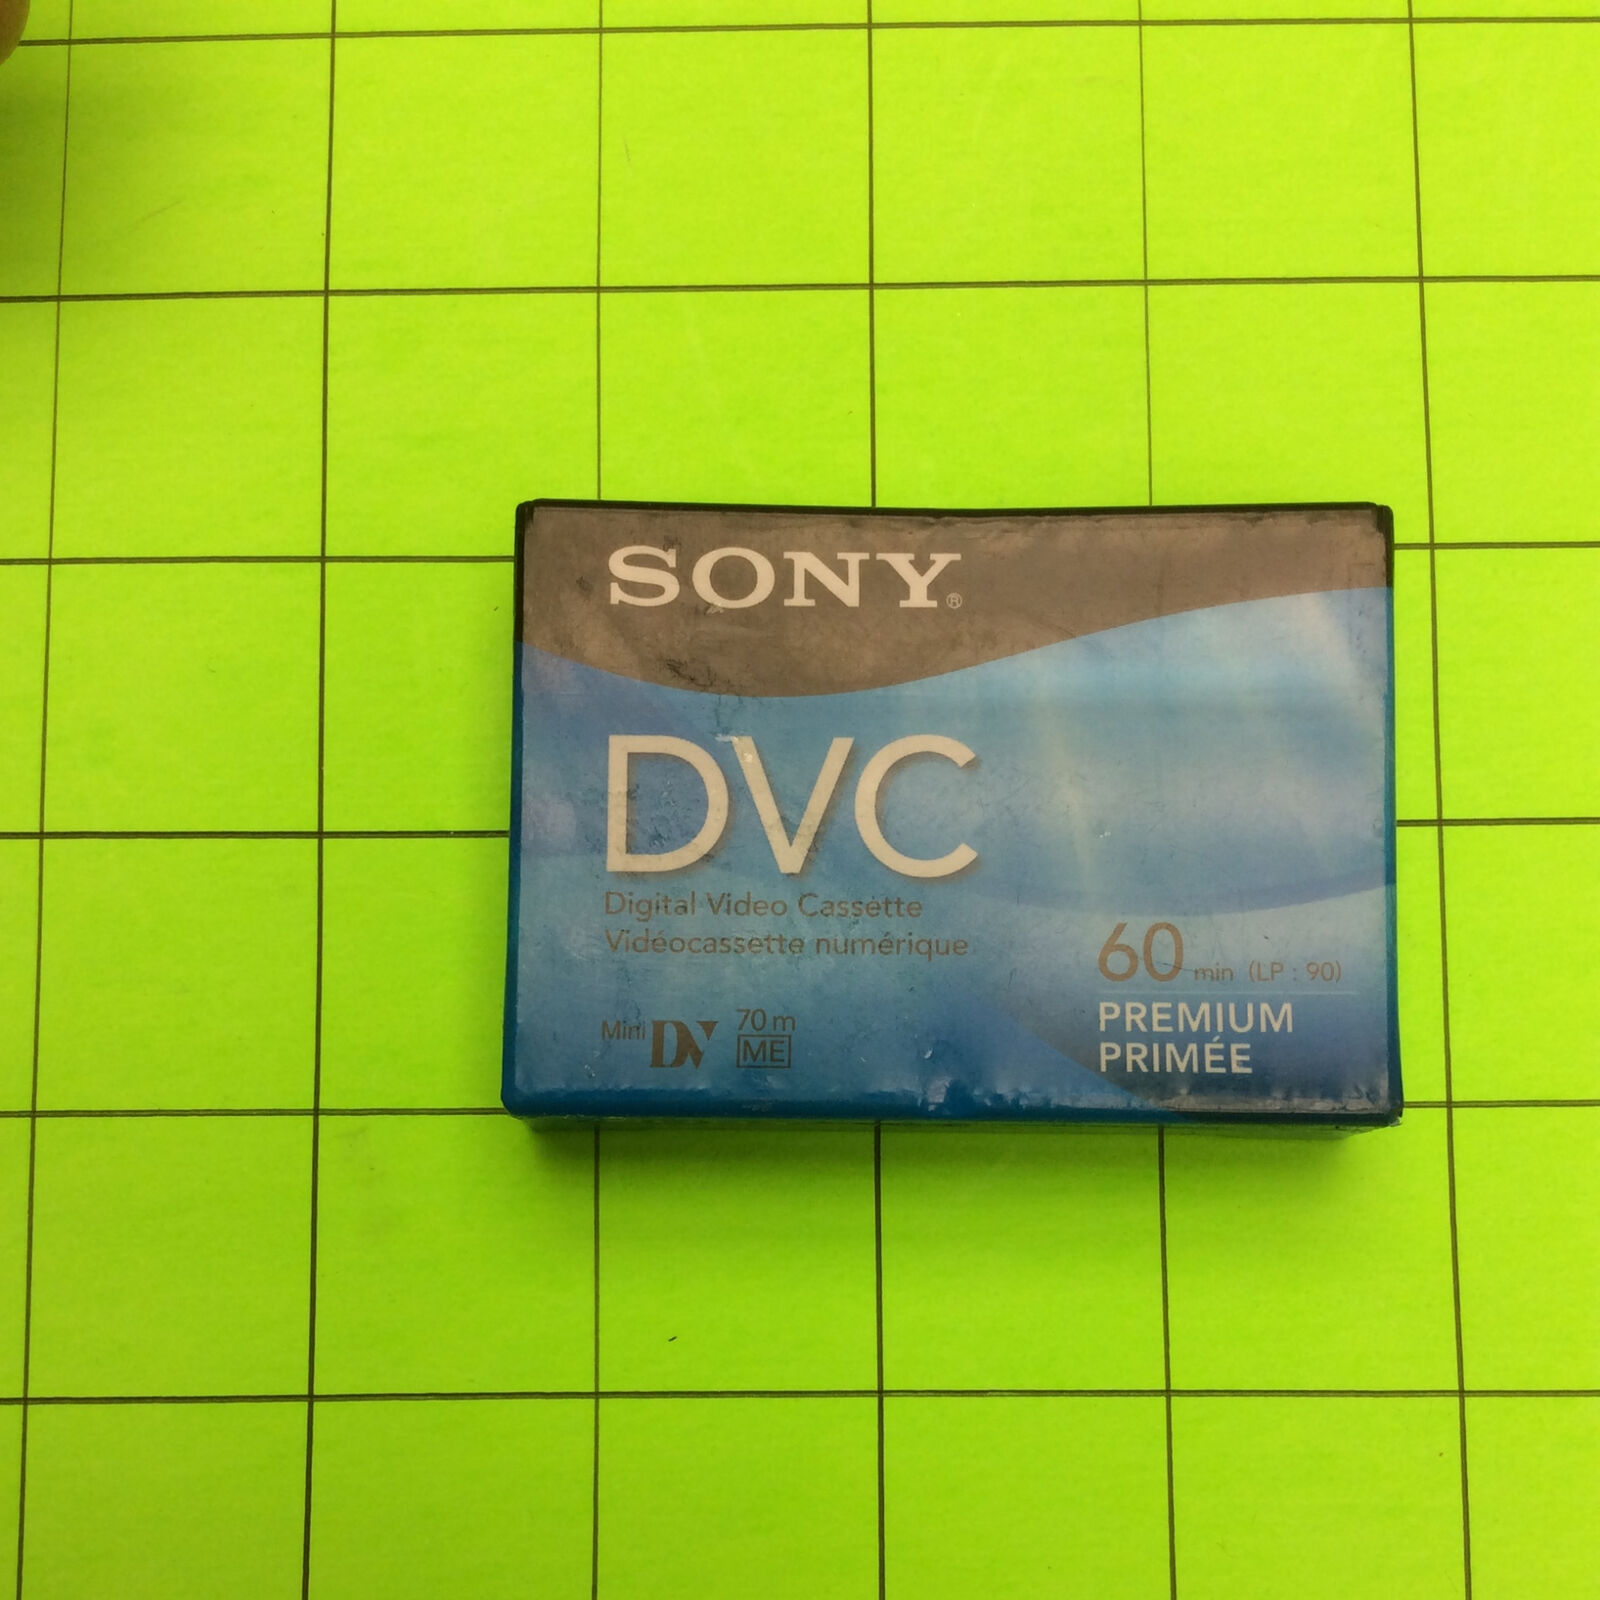 SONY®
DVC
Digital Video Cassette
Vidéocassette numérique
60 min (LP : 90)
PREMIUM
PRIMÉE
Mini DV 70 m
ME